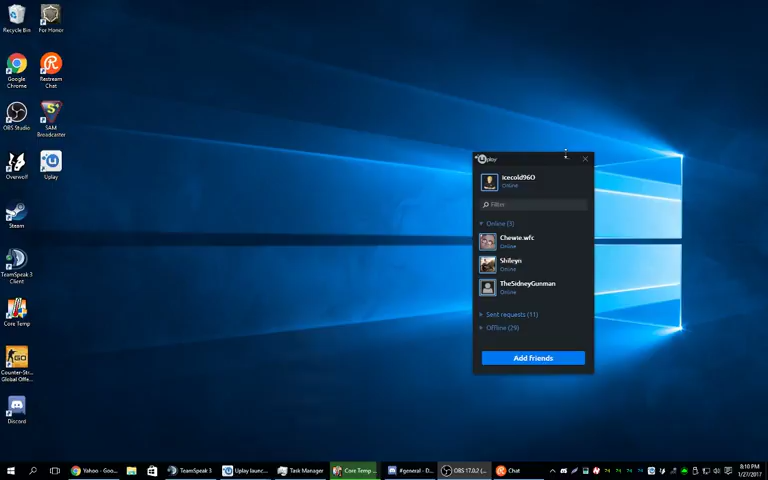 Recycle Bin
For Honor
Google Chrome
Restream Chat
OBS Studio
SAM Broadcaster
Overwolf
Uplay
Steam
TeamSpeak 3 Client
Core Temp
Counter-Str... Global Offe...
Discord
uplay
icecold960
Online
Filter
Online (3)
Chewie.wfc
Online
Shileyn
Online
TheSidneyGunman
Online
Sent requests (11)
Offline (29)
Add friends
Yahoo - Goo...
TeamSpeak 3
Uplay launc...
Task Manager
Core Temp ...
#general - D...
OBS 17.0.2 (...
Chat
8:10 PM
1/27/2017